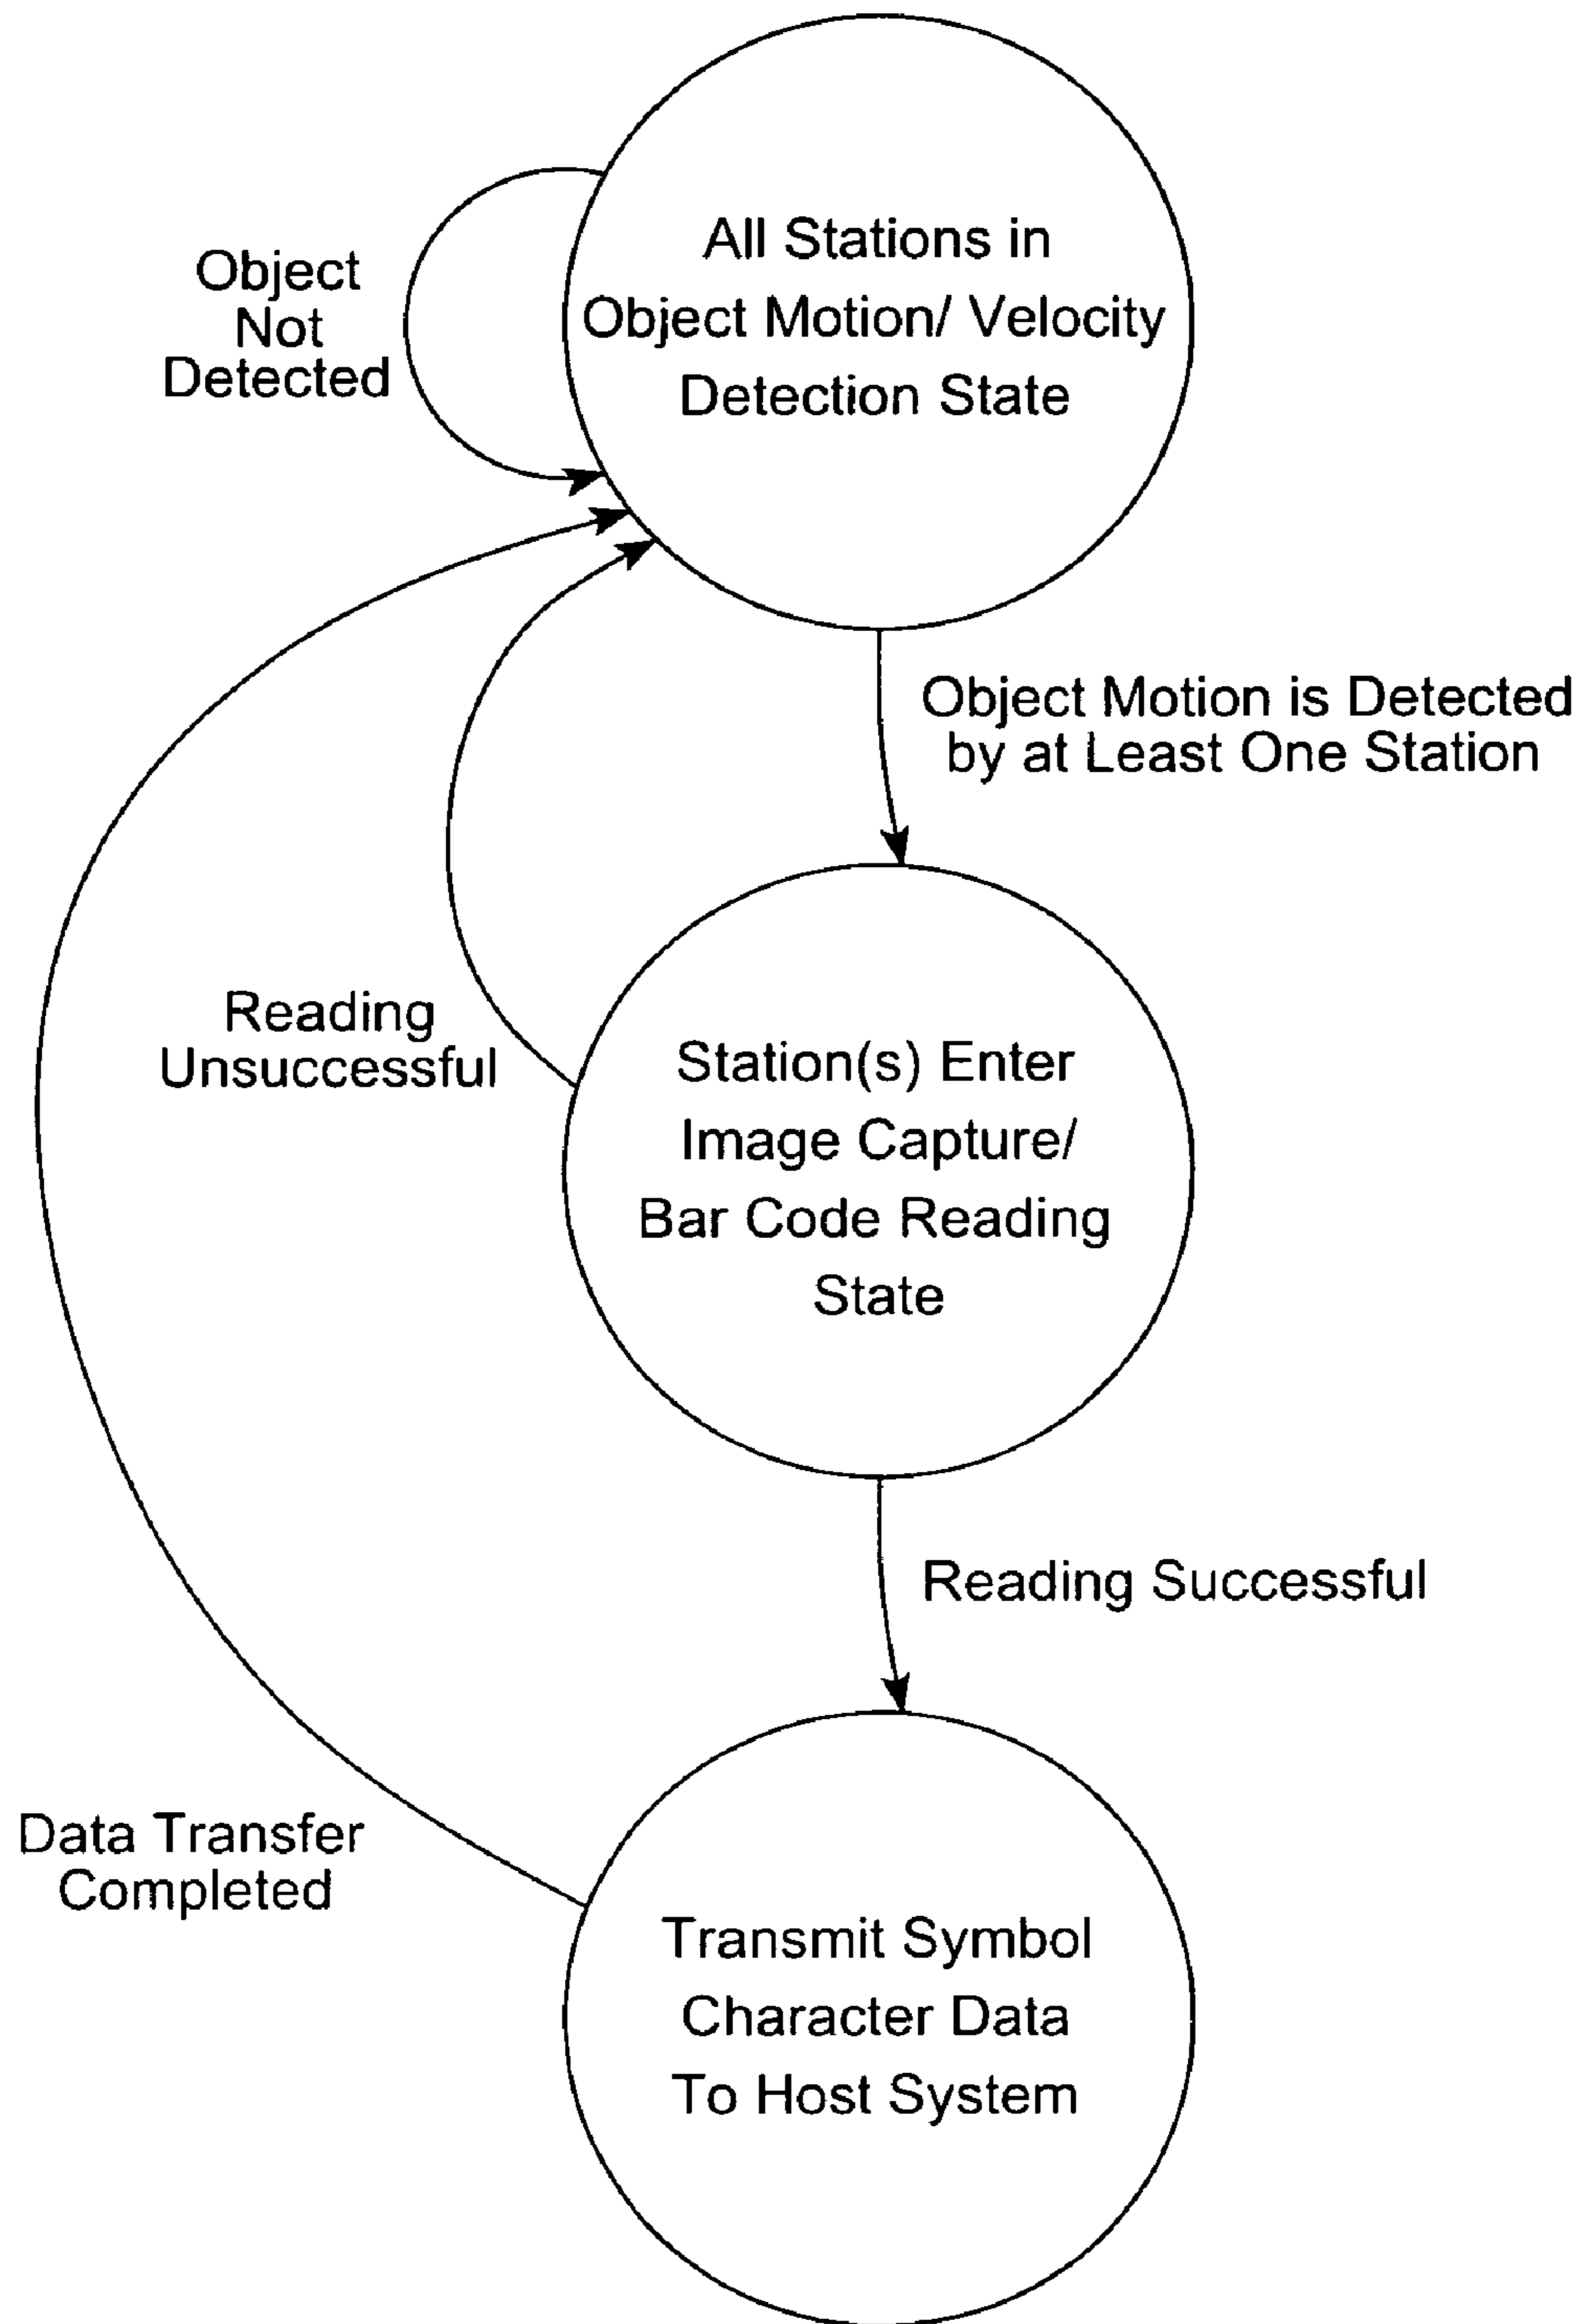 All Stations in
Object Motion/ Velocity
Detection State
Object
Not
Detected
Object Motion is Detected
by at Least One Station
Reading
Unsuccessful
Station(s) Enter
Image Capture/
Bar Code Reading
State
Reading Successful
Data Transfer
Completed
Transmit Symbol
Character Data
To Host System